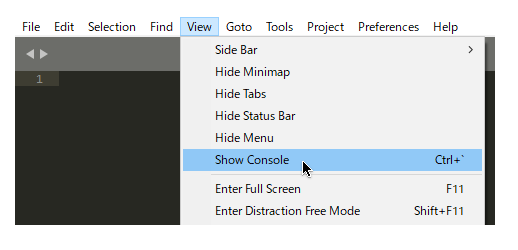 File Edit Selection Find View Goto Tools Project Preferences Help
Side Bar
1
Hide Minimap
Hide Tabs
Hide Status Bar
Hide Menu
Show Console Ctrl+`
Enter Full Screen F11
Enter Distraction Free Mode Shift+F11